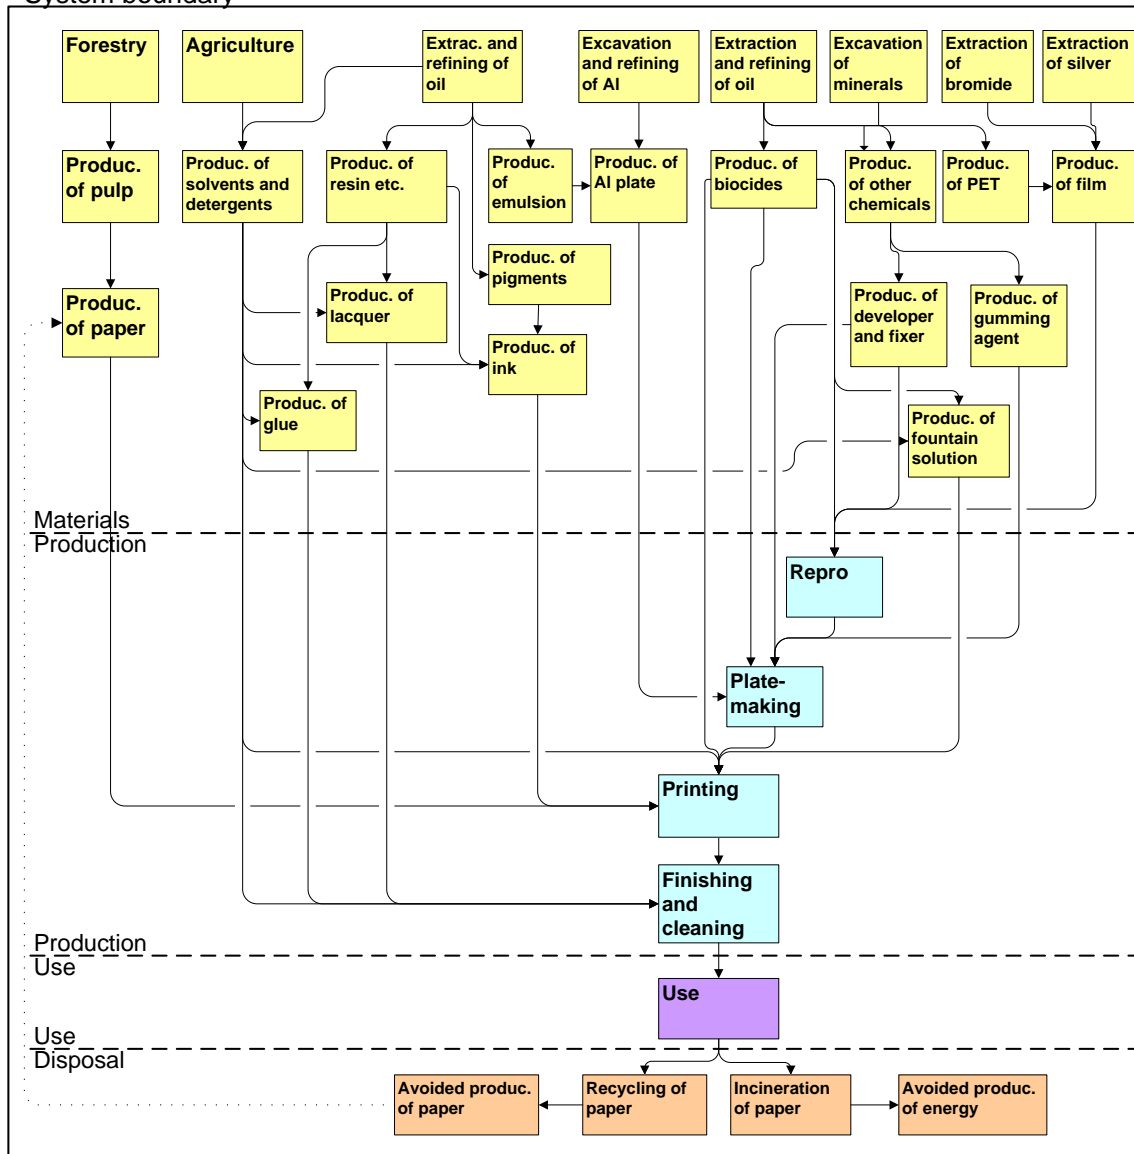 System boundary
Forestry
Agriculture
Extrac. and
refining of
oil
Excavation
and refining
of Al
Extraction
and refining
of oil
Excavation
of
minerals
Extraction
of
bromide
Extraction
of silver
Produc.
of pulp
Produc. of
solvents and
detergents
Produc. of
resin etc.
Produc.
of
emulsion
Produc. of
Al plate
Produc. of
biocides
Produc.
of other
chemicals
Produc.
of PET
Produc.
of film
Produc. of
pigments
Produc.
of paper
Produc. of
lacquer
Produc. of
developer
and fixer
Produc. of
gumming
agent
Produc. of
ink
Produc. of
glue
Produc. of
fountain
solution
Materials
Production
Repro
Plate-
making
Printing
Finishing
and
cleaning
Production
Use
Use
Use
Disposal
Avoided produc.
of paper
Recycling of
paper
Incineration
of paper
Avoided produc.
of energy